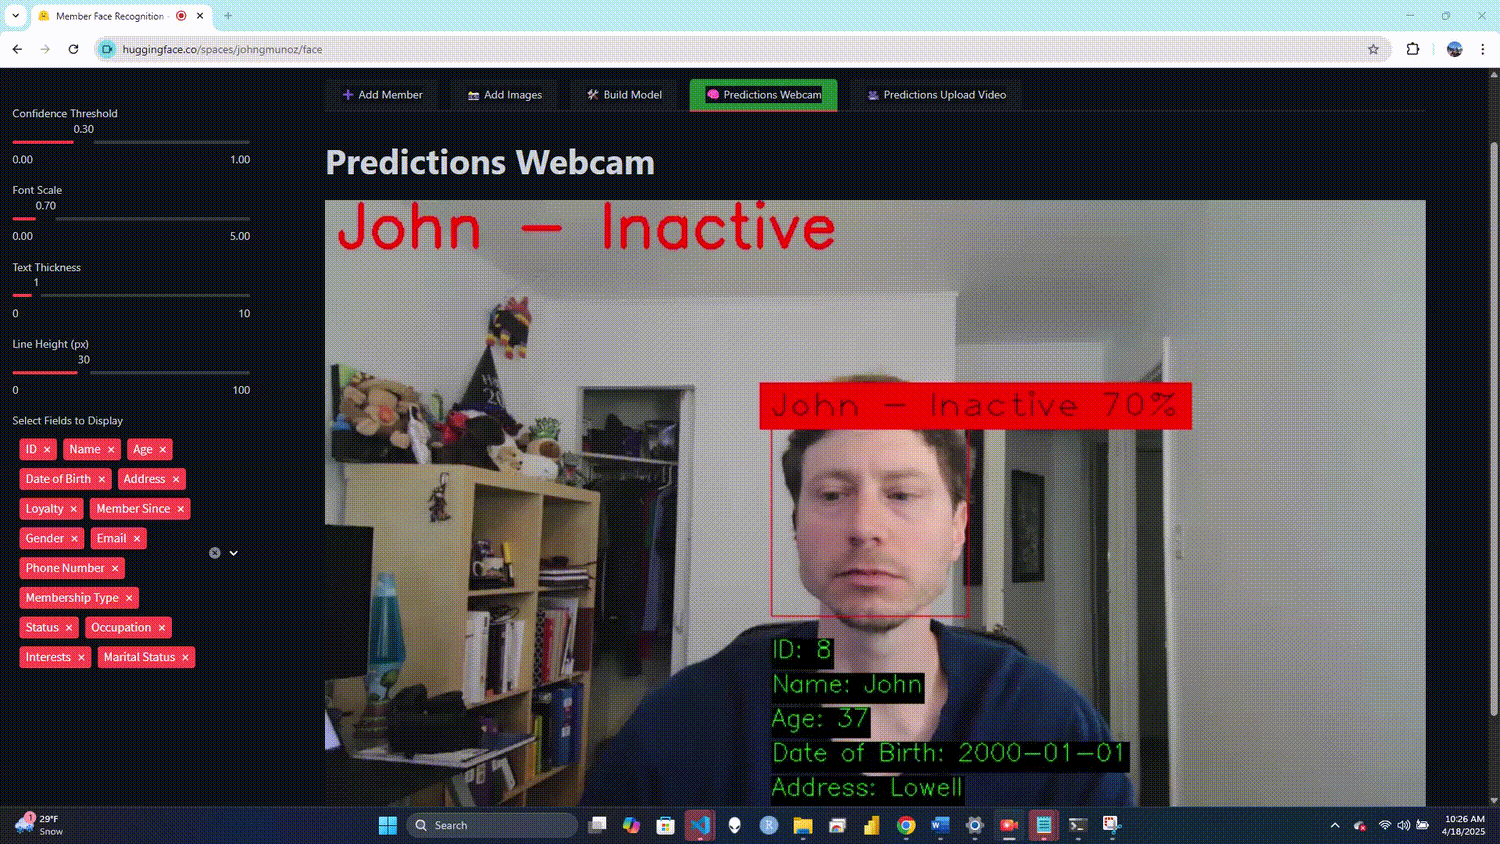 Member Face Recognition
huggingface.co/spaces/johngmunoz/face
Add Member
Add Images
Build Model
Predictions Webcam
Predictions Upload Video
Confidence Threshold
0.30
0.00 1.00
Font Scale
0.70
0.00 5.00
Text Thickness
1
0 10
Line Height (px)
30
0 100
Select Fields to Display
ID × Name × Age ×
Date of Birth × Address ×
Loyalty × Member Since ×
Gender × Email ×
Phone Number ×
Membership Type ×
Status × Occupation ×
Interests × Marital Status ×
Predictions Webcam
John - Inactive
John - Inactive 70%
ID: 8
Name: John
Age: 37
Date of Birth: 2000-01-01
Address: Lowell
1
29°F
Snow
Search
10:26 AM
4/18/2025